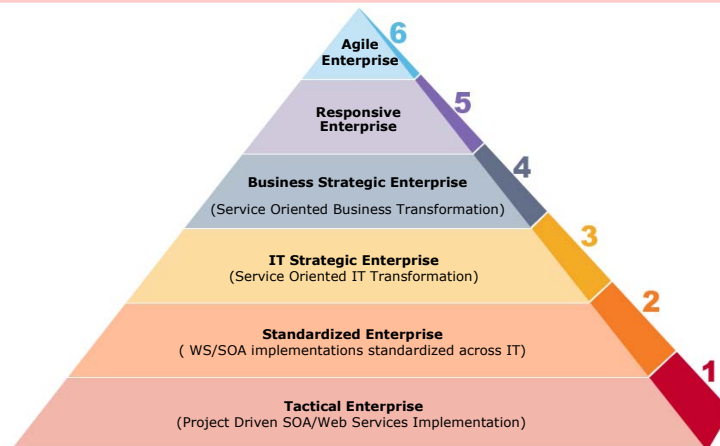 6
Agile
Enterprise
5
Responsive
Enterprise
4
Business Strategic Enterprise
(Service Oriented Business Transformation)
3
IT Strategic Enterprise
(Service Oriented IT Transformation)
2
Standardized Enterprise
( WS/SOA implementations standardized across IT)
1
Tactical Enterprise
(Project Driven SOA/Web Services Implementation)